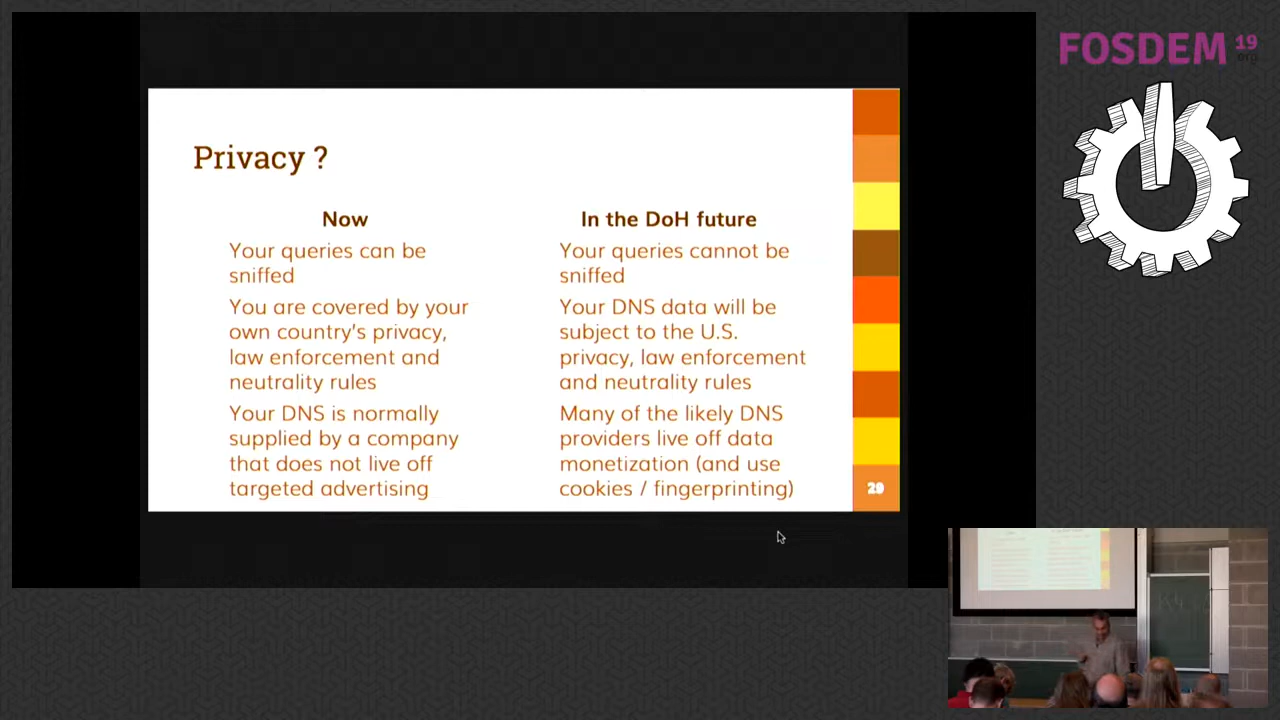 FOSDEM 19
.org
Privacy ?
Now
Your queries can be
sniffed
You are covered by your
own country's privacy,
law enforcement and
neutrality rules
Your DNS is normally
supplied by a company
that does not live off
targeted advertising
In the DoH future
Your queries cannot be
sniffed
Your DNS data will be
subject to the U.S.
privacy, law enforcement
and neutrality rules
Many of the likely DNS
providers live off data
monetization (and use
cookies / fingerprinting)
29